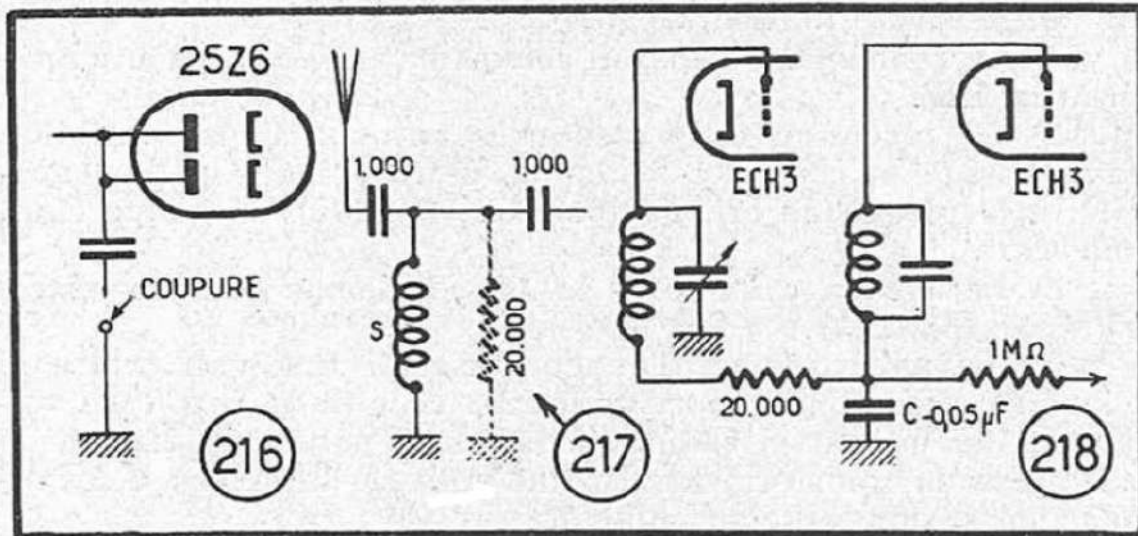 25Z6
COUPURE
216
1,000
1,000
S
20.000
217
ECH3
ECH3
20.000
1MΩ
C-0,05µF
218